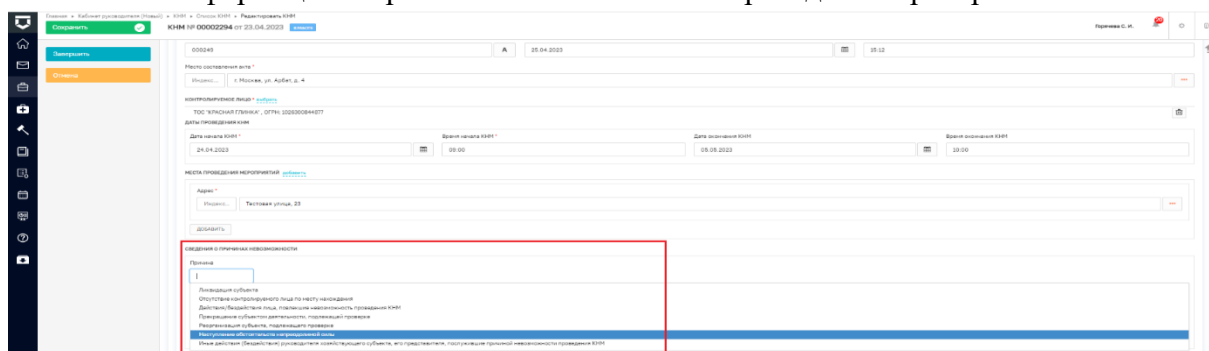 Главная » Кабинет руководителя (Новый) » КНМ » Список КНМ » Редактировать КНМ
Сохранить
КНМ № 00002294 от 23.04.2023
Горячева С. И.
Завершить
Отмена
25.04.2023
15:12
Место составления акта *
Индекс... г Москва, ул. Арбат, д. 4
КОНТРОЛИРУЕМОЕ ЛИЦО * выбрать
ТОС "КРАСНАЯ ГЛИНКА", ОГРН: 1026300844077
ДАТЫ ПРОВЕДЕНИЯ КНМ
Дата начала КНМ * Время начала КНМ * Дата окончания КНМ Время окончания КНМ
24.04.2023 09:00 05.05.2023 10:00
МЕСТА ПРОВЕДЕНИЯ МЕРОПРИЯТИЙ добавить
Адрес *
Индекс... Тестовая улица, 23
ДОБАВИТЬ
СВЕДЕНИЯ О ПРИЧИНАХ НЕВОЗМОЖНОСТИ
Причина
Ликвидация субъекта
Отсутствие контролируемого лица по месту нахождения
Действия/бездействия лица, повлекшие невозможность проведения КНМ
Прекращение субъектом деятельности, подлежащей проверке
Реорганизация субъекта, подлежащего проверке
Наступление обстоятельств непреодолимой силы
Иные действия (бездействия) руководителя хозяйствующего субъекта, его представителя, послужившие причиной невозможности проведения КНМ